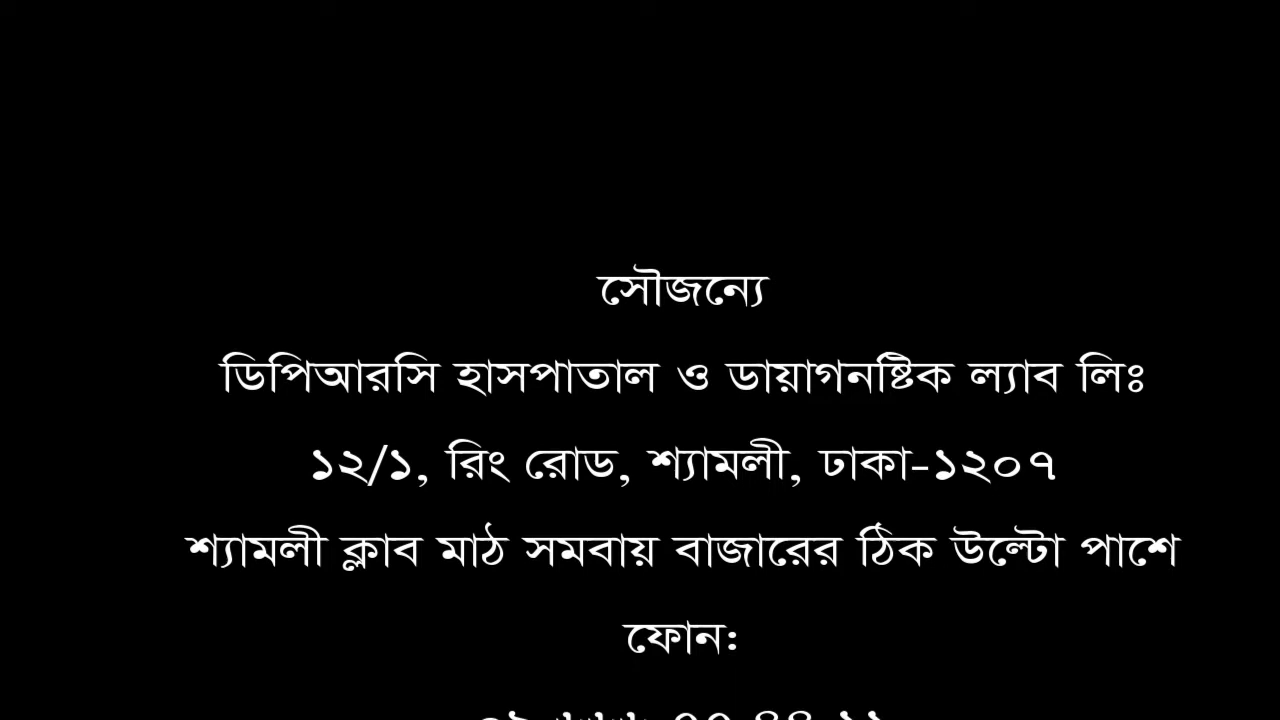 সৌজন্যে
ডিপিআরসি হাসপাতাল ও ডায়াগনষ্টিক ল্যাব লিঃ
১২/১, রিং রোড, শ্যামলী, ঢাকা-১২০৭
শ্যামলী ক্লাব মাঠ সমবায় বাজারের ঠিক উল্টো পাশে
ফোন: